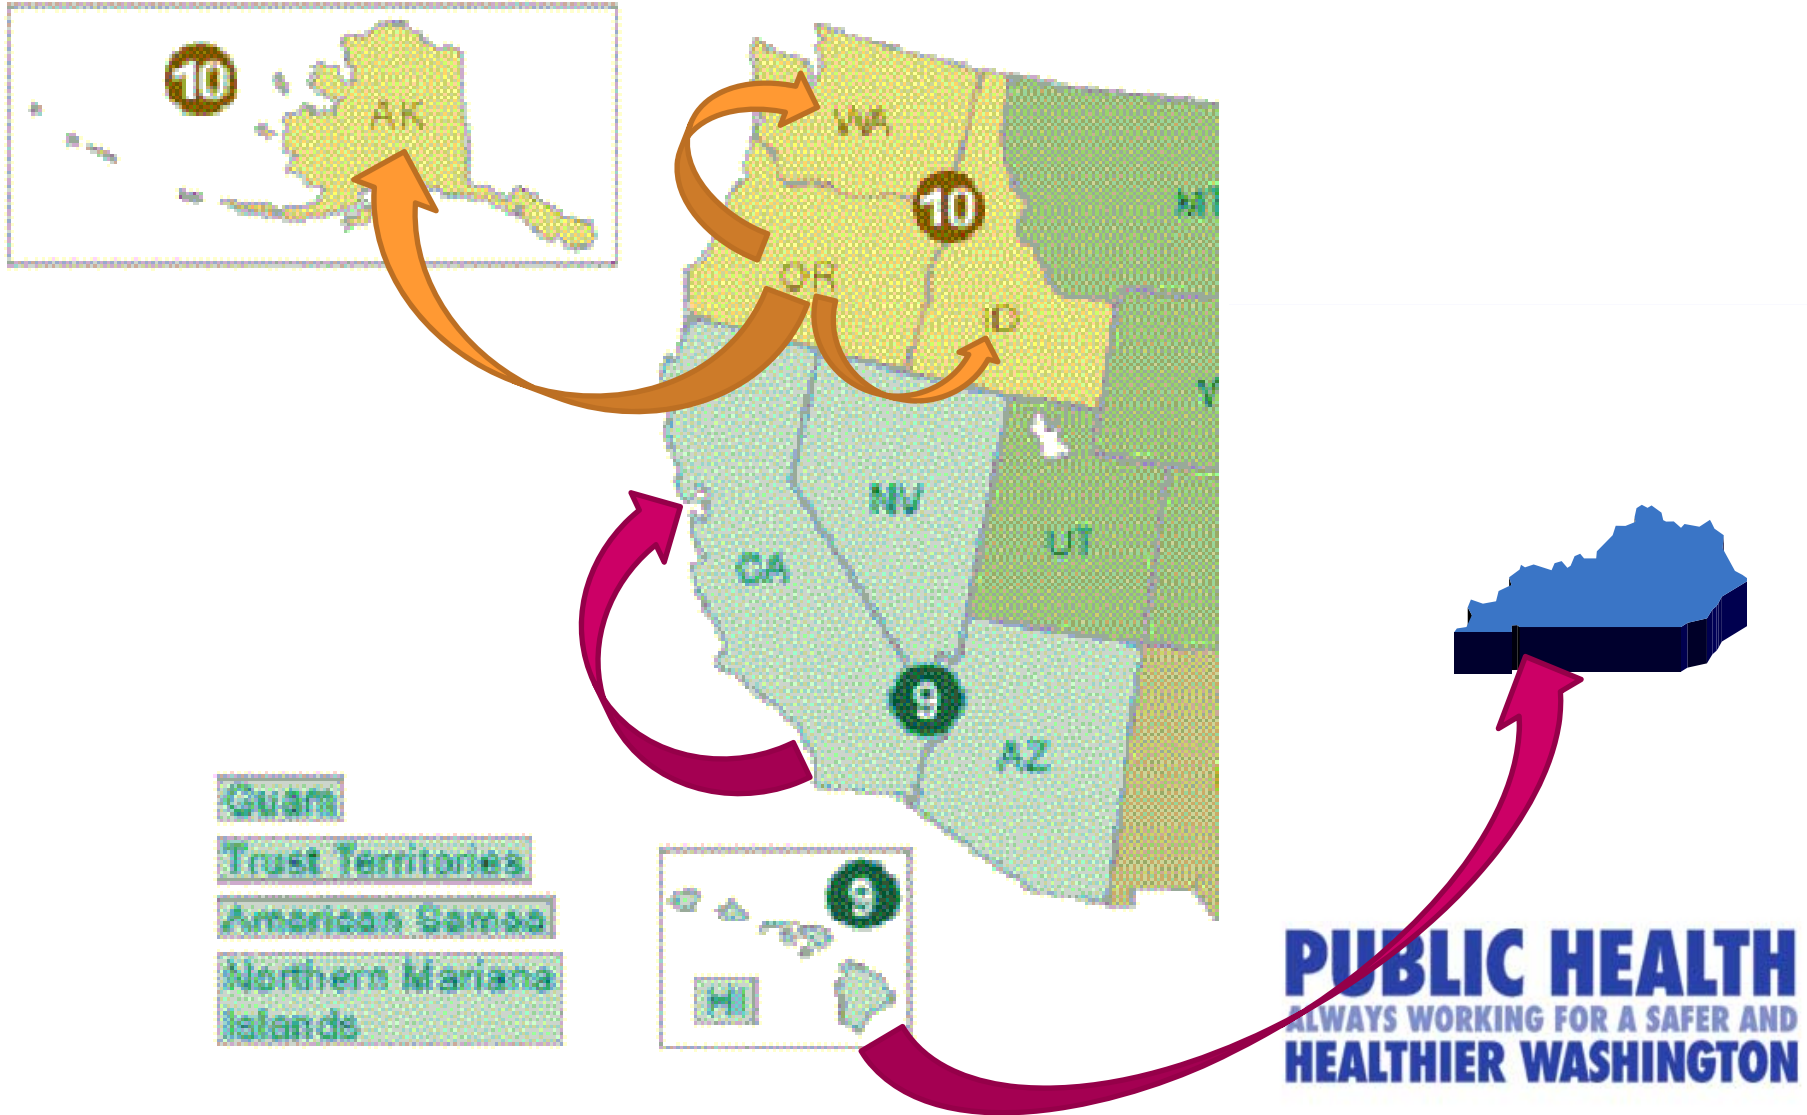 10
AK
WA
10
MT
OR
ID
NV
UT
CA
9
AZ
Guam
Trust Territories
American Samoa
Northern Mariana
Islands
9
HI
PUBLIC HEALTH
ALWAYS WORKING FOR A SAFER AND
HEALTHIER WASHINGTON